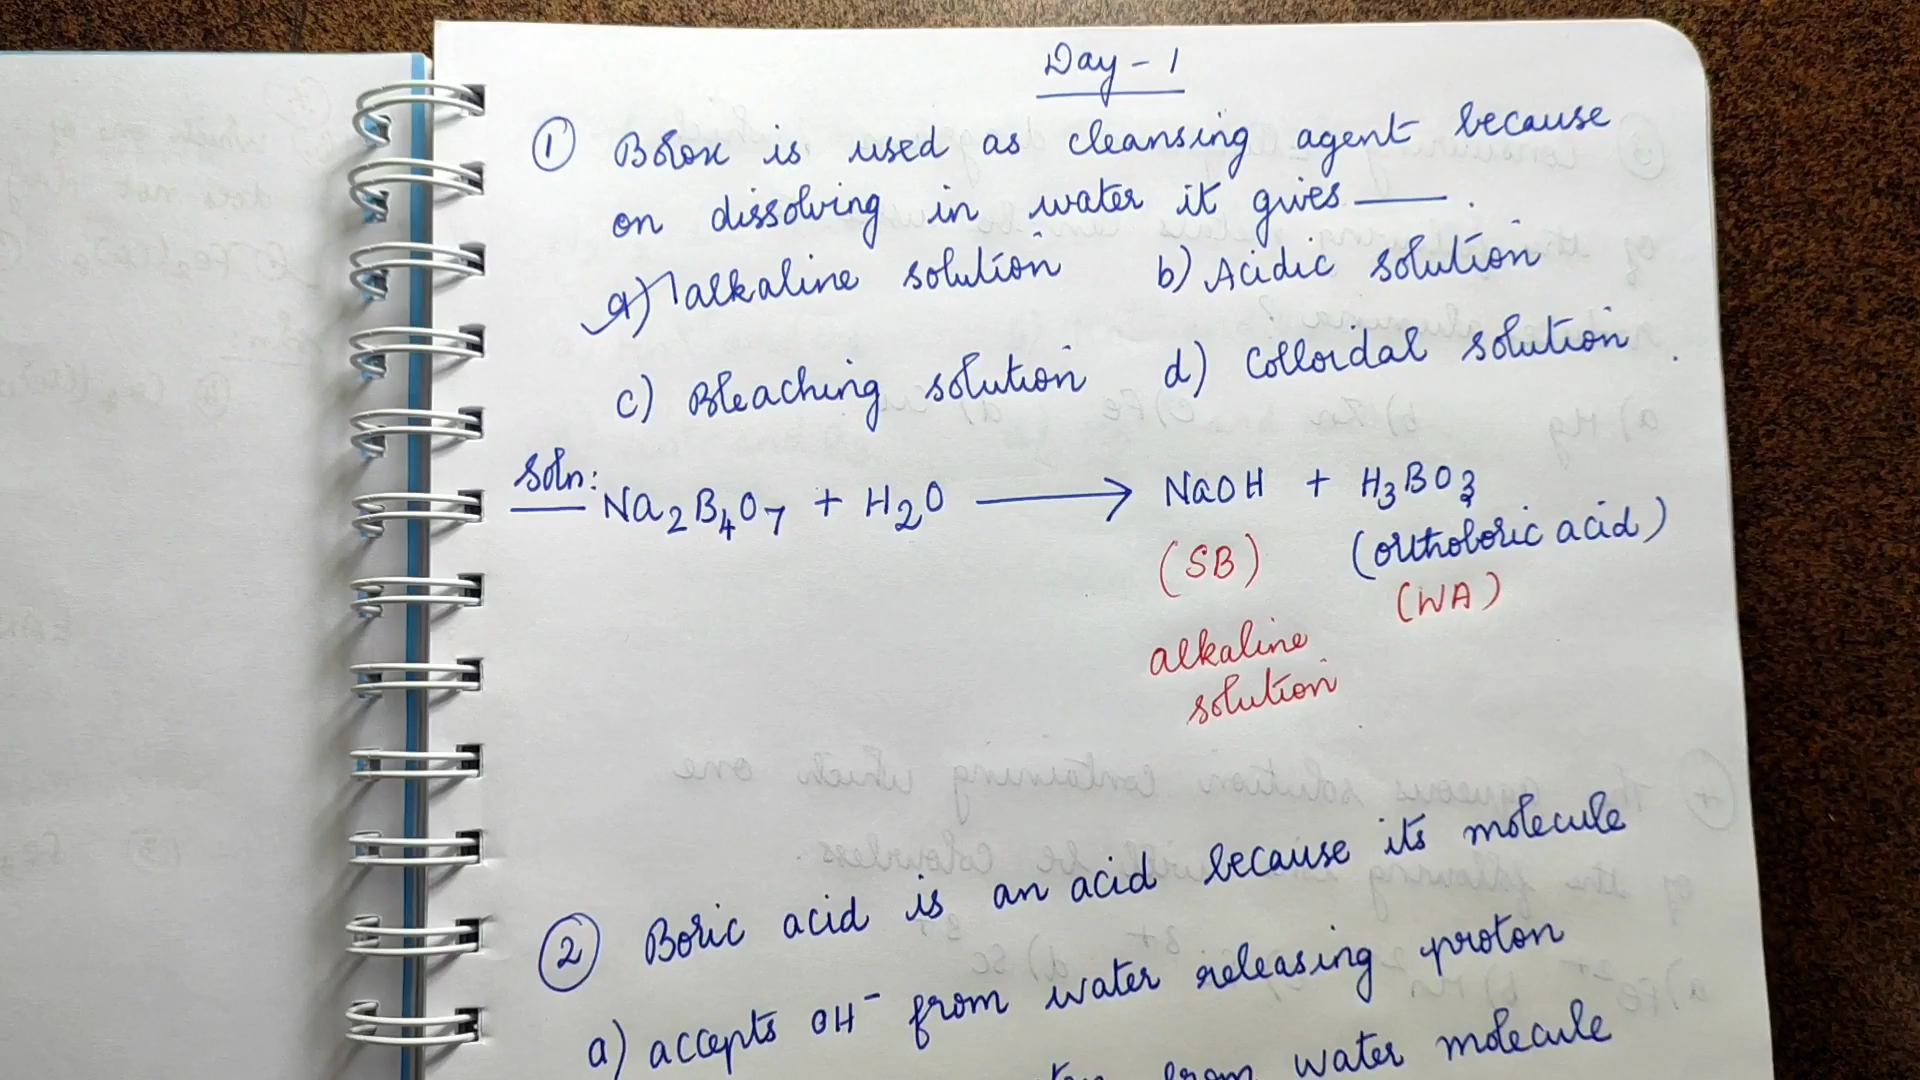 Day - 1
① Borax is used as cleansing agent because
on dissolving in water it gives ___ .
a) alkaline solution b) Acidic solution
c) Bleaching solution d) Colloidal solution .
Soln: Na2B4O7 + H2O ⟶ NaOH + H3BO3
(SB) (orthoboric acid)
(WA)
alkaline
solution
② Boric acid is an acid because its molecule
a) accepts OH⁻ from water releasing proton
from water molecule